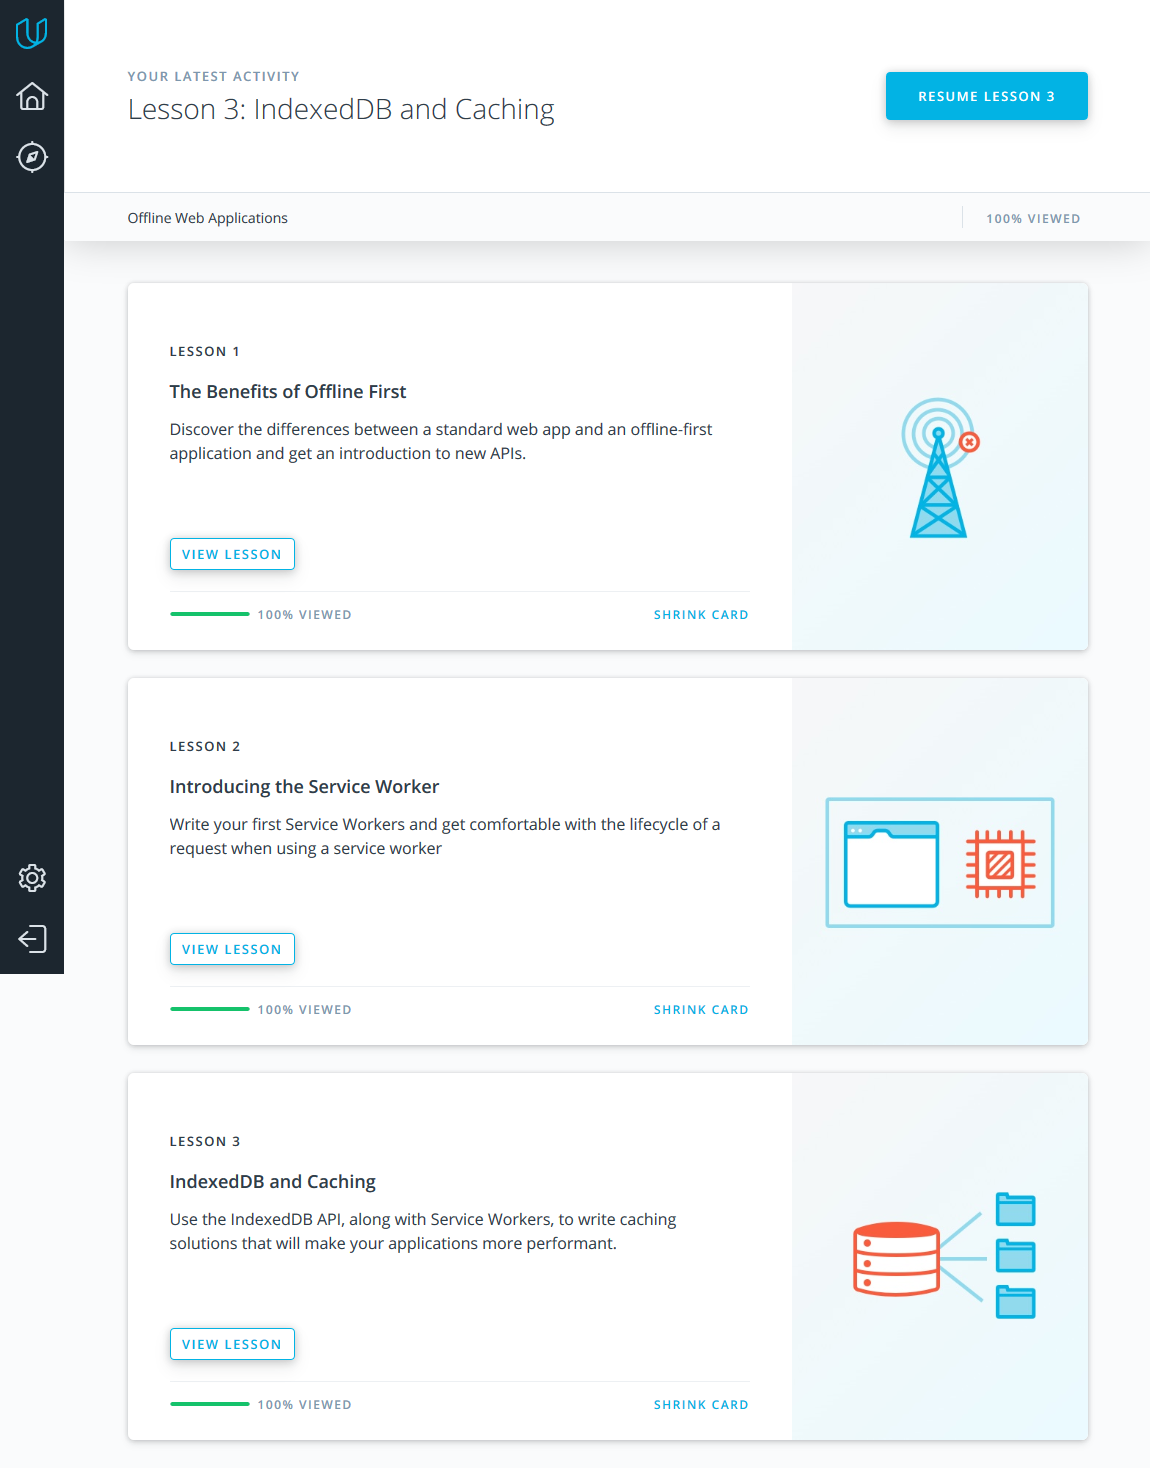 YOUR LATEST ACTIVITY
Lesson 3: IndexedDB and Caching
RESUME LESSON 3
Offline Web Applications
100% VIEWED
LESSON 1
The Benefits of Offline First
Discover the differences between a standard web app and an offline-first
application and get an introduction to new APIs.
VIEW LESSON
100% VIEWED
SHRINK CARD
LESSON 2
Introducing the Service Worker
Write your first Service Workers and get comfortable with the lifecycle of a
request when using a service worker
VIEW LESSON
100% VIEWED
SHRINK CARD
LESSON 3
IndexedDB and Caching
Use the IndexedDB API, along with Service Workers, to write caching
solutions that will make your applications more performant.
VIEW LESSON
100% VIEWED
SHRINK CARD